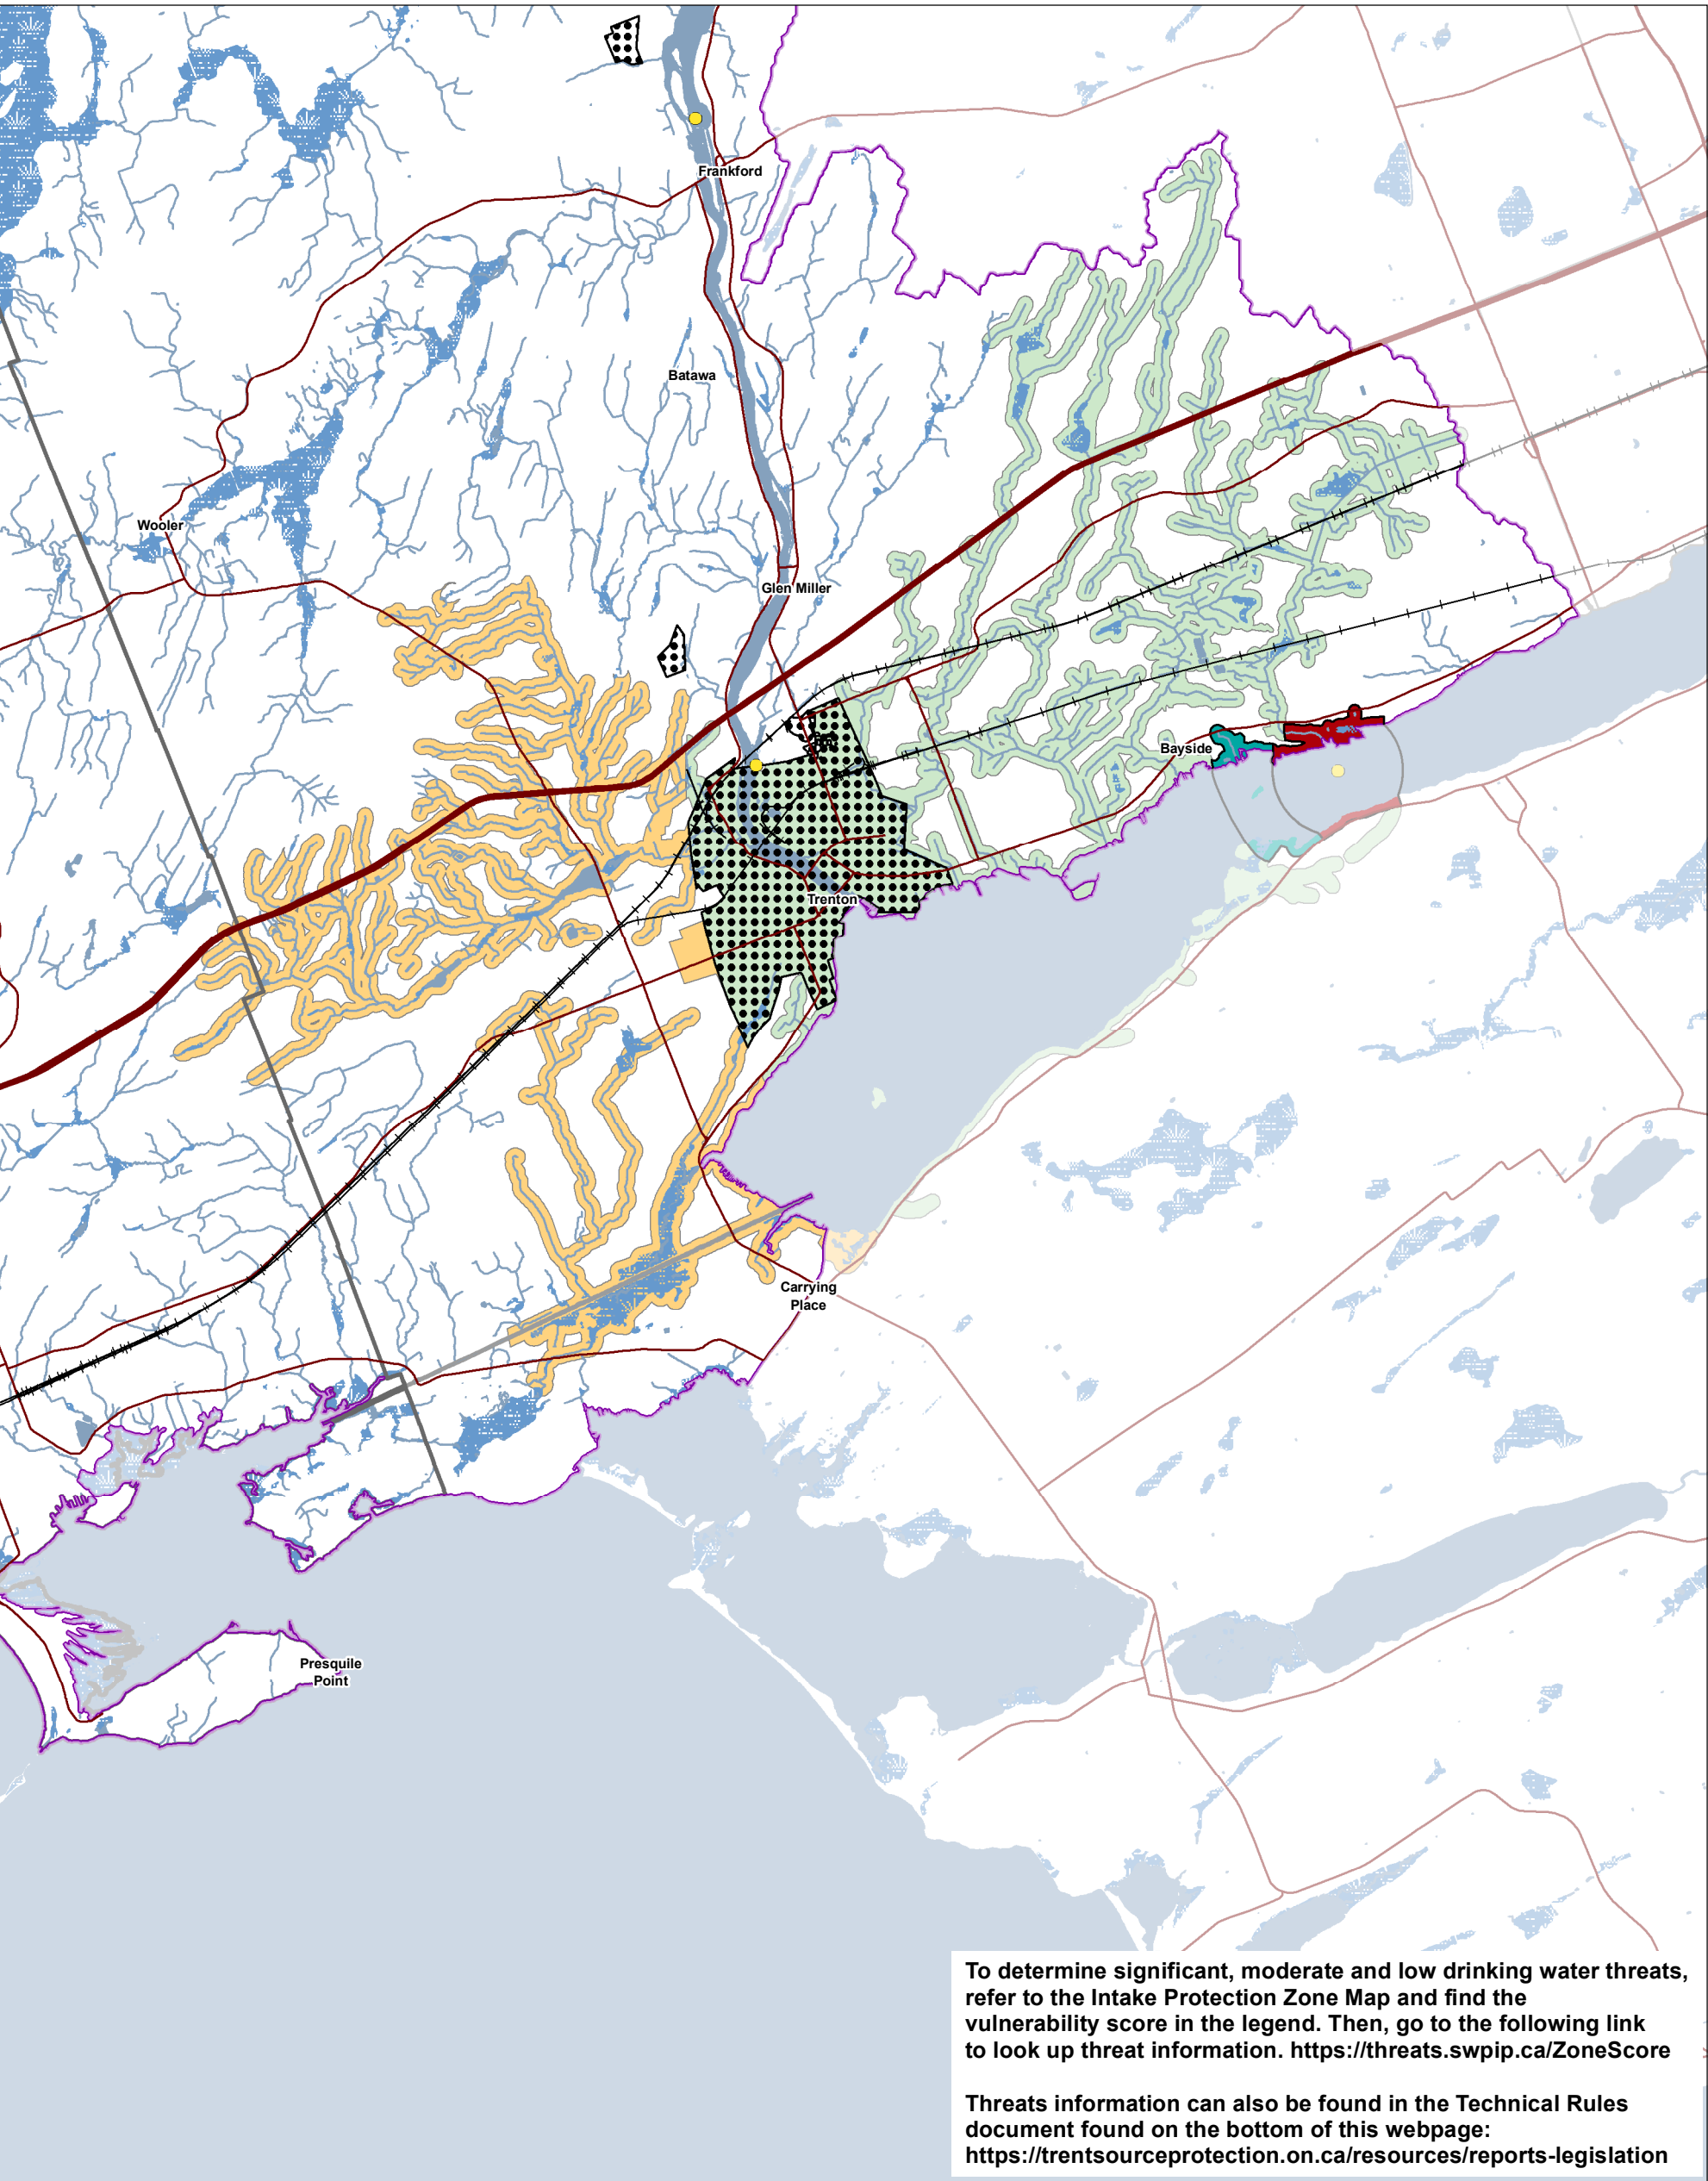 Frankford
Batawa
Wooler
Glen Miller
Bayside
Trenton
Carrying
Place
Presquile
Point
To determine significant, moderate and low drinking water threats,
refer to the Intake Protection Zone Map and find the
vulnerability score in the legend. Then, go to the following link
to look up threat information. https://threats.swpip.ca/ZoneScore
Threats information can also be found in the Technical Rules
document found on the bottom of this webpage:
https://trentsourceprotection.on.ca/resources/reports-legislation